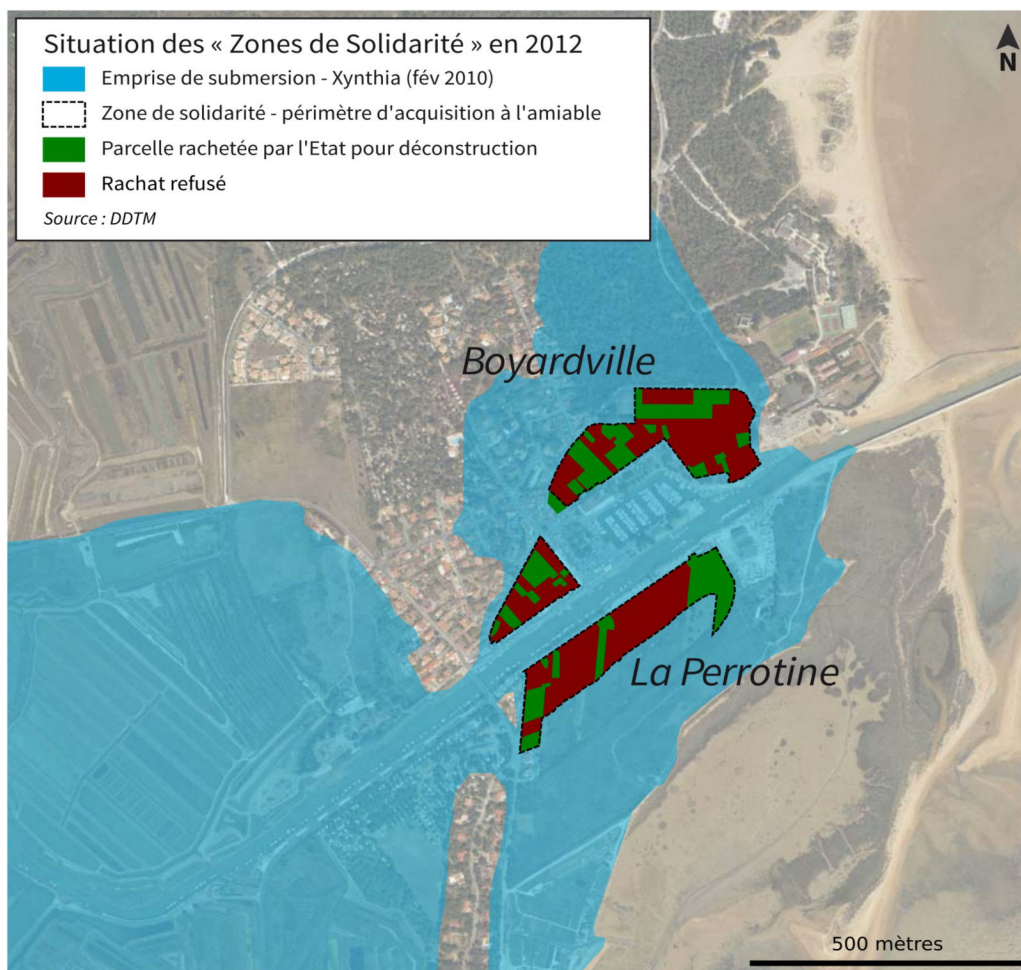 Situation des « Zones de Solidarité » en 2012
Emprise de submersion - Xynthia (fév 2010)
Zone de solidarité - périmètre d'acquisition à l'amiable
Parcelle rachetée par l'Etat pour déconstruction
Rachat refusé
Source : DDTM
N
Boyardville
La Perrotine
500 mètres